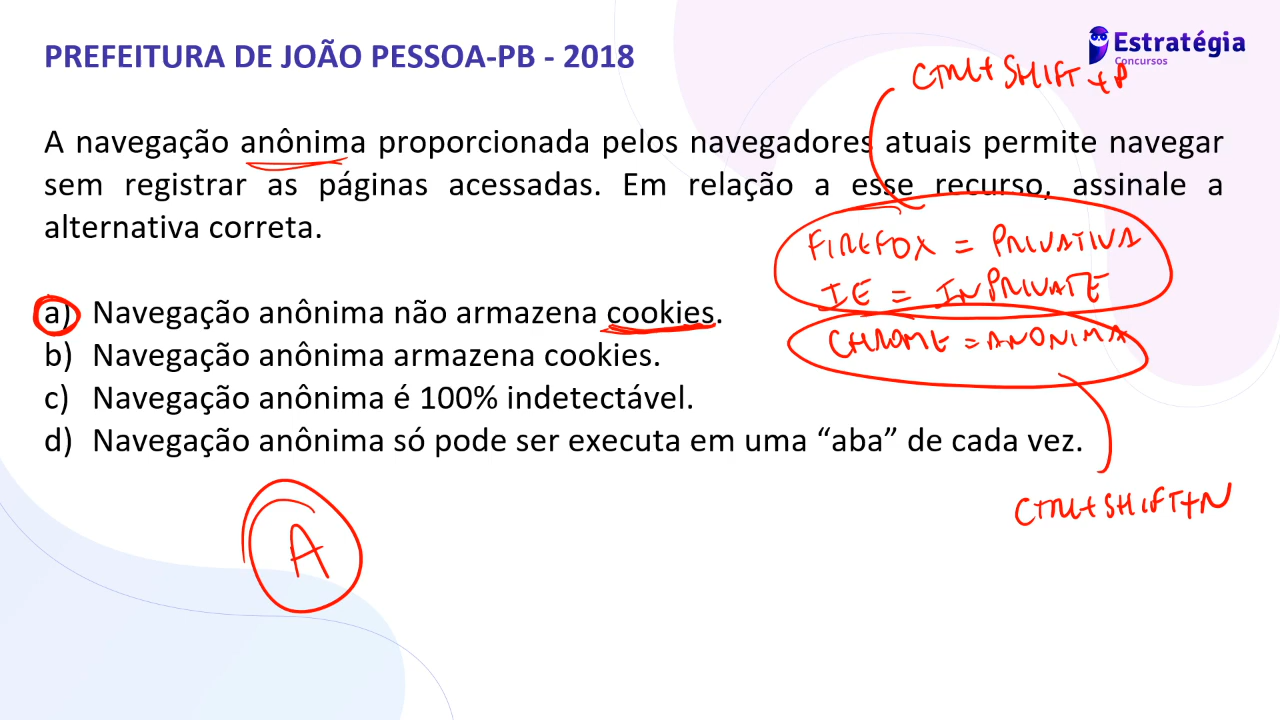 PREFEITURA DE JOÃO PESSOA-PB - 2018
Estratégia
Concursos
CTRL+SHIFT+P
A navegação anônima proporcionada pelos navegadores atuais permite navegar
sem registrar as páginas acessadas. Em relação a esse recurso, assinale a
alternativa correta.
FIREFOX = PRIVATIVA
IE = INPRIVATE
CHROME = ANONIMA
a) Navegação anônima não armazena cookies.
b) Navegação anônima armazena cookies.
c) Navegação anônima é 100% indetectável.
d) Navegação anônima só pode ser executa em uma “aba” de cada vez.
CTRL+SHIFT+N
A